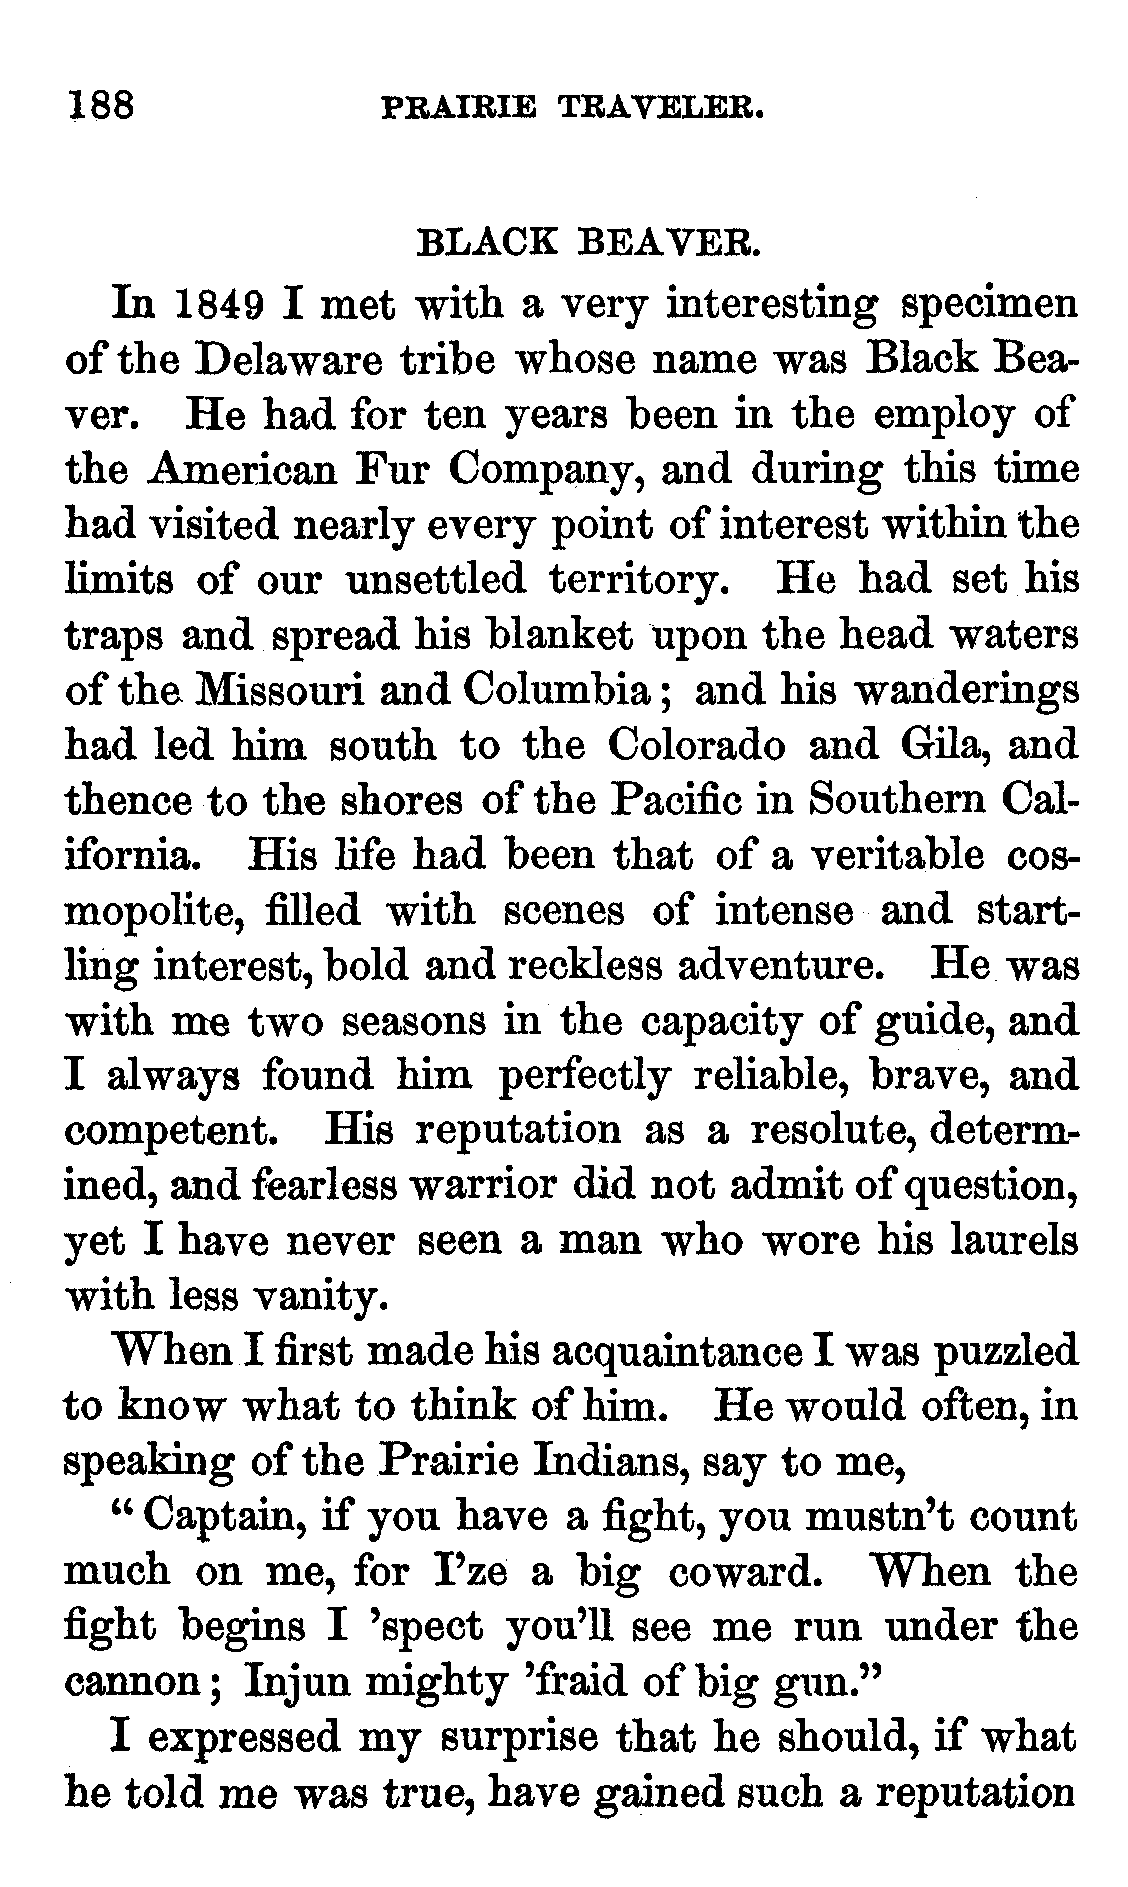 188 PRAIRIE TRAVELER.
BLACK BEAVER.
In 1849 I met with a very interesting specimen
of the Delaware tribe whose name was Black Bea-
ver. He had for ten years been in the employ of
the American Fur Company, and during this time
had visited nearly every point of interest within the
limits of our unsettled territory. He had set his
traps and spread his blanket upon the head waters
of the Missouri and Columbia; and his wanderings
had led him south to the Colorado and Gila, and
thence to the shores of the Pacific in Southern Cal-
ifornia. His life had been that of a veritable cos-
mopolite, filled with scenes of intense and start-
ling interest, bold and reckless adventure. He was
with me two seasons in the capacity of guide, and
I always found him perfectly reliable, brave, and
competent. His reputation as a resolute, determ-
ined, and fearless warrior did not admit of question,
yet I have never seen a man who wore his laurels
with less vanity.
When I first made his acquaintance I was puzzled
to know what to think of him. He would often, in
speaking of the Prairie Indians, say to me,
“Captain, if you have a fight, you mustn’t count
much on me, for I’ze a big coward. When the
fight begins I ’spect you’ll see me run under the
cannon; Injun mighty ’fraid of big gun.”
I expressed my surprise that he should, if what
he told me was true, have gained such a reputation